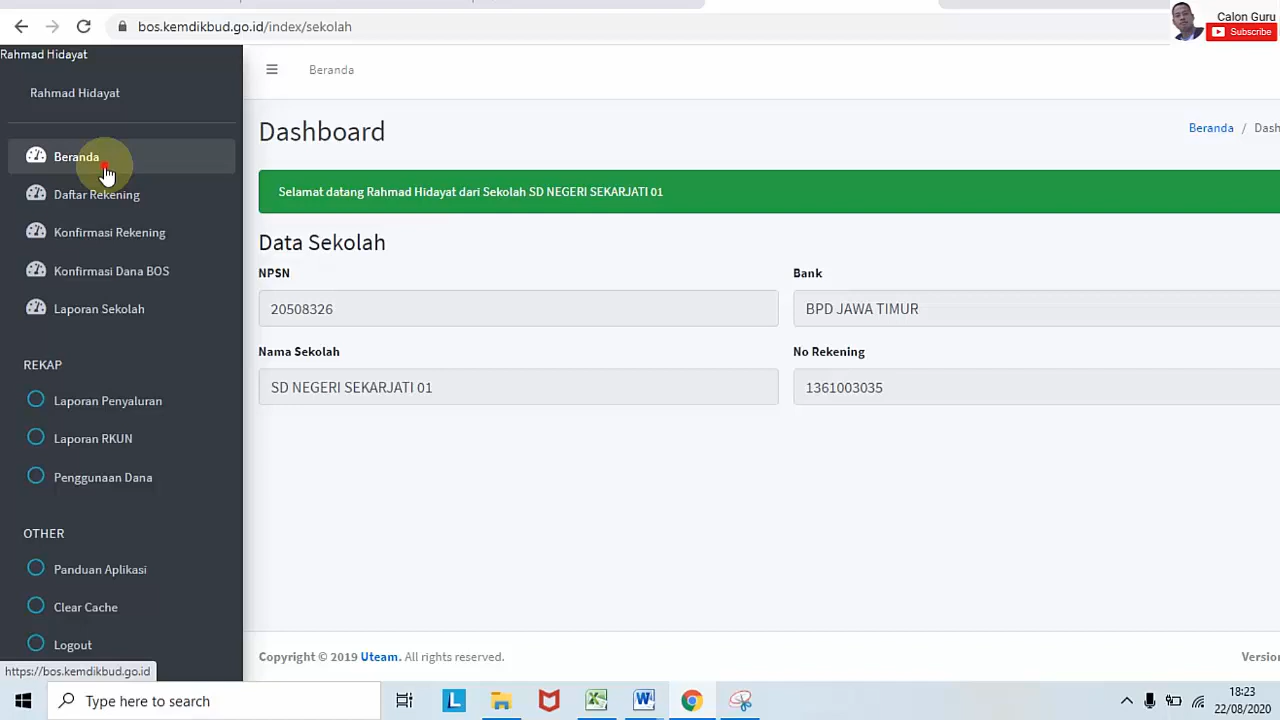 bos.kemdikbud.go.id/index/sekolah
Calon Guru
Subscribe
Rahmad Hidayat
Rahmad Hidayat
Beranda
Daftar Rekening
Konfirmasi Rekening
Konfirmasi Dana BOS
Laporan Sekolah
REKAP
Laporan Penyaluran
Laporan RKUN
Penggunaan Dana
OTHER
Panduan Aplikasi
Clear Cache
Logout
https://bos.kemdikbud.go.id
Beranda
Dashboard
Beranda / Dash
Selamat datang Rahmad Hidayat dari Sekolah SD NEGERI SEKARJATI 01
Data Sekolah
NPSN
20508326
Bank
BPD JAWA TIMUR
Nama Sekolah
SD NEGERI SEKARJATI 01
No Rekening
1361003035
Copyright © 2019 Uteam. All rights reserved.
Versio
Type here to search
L
W
18:23
22/08/2020